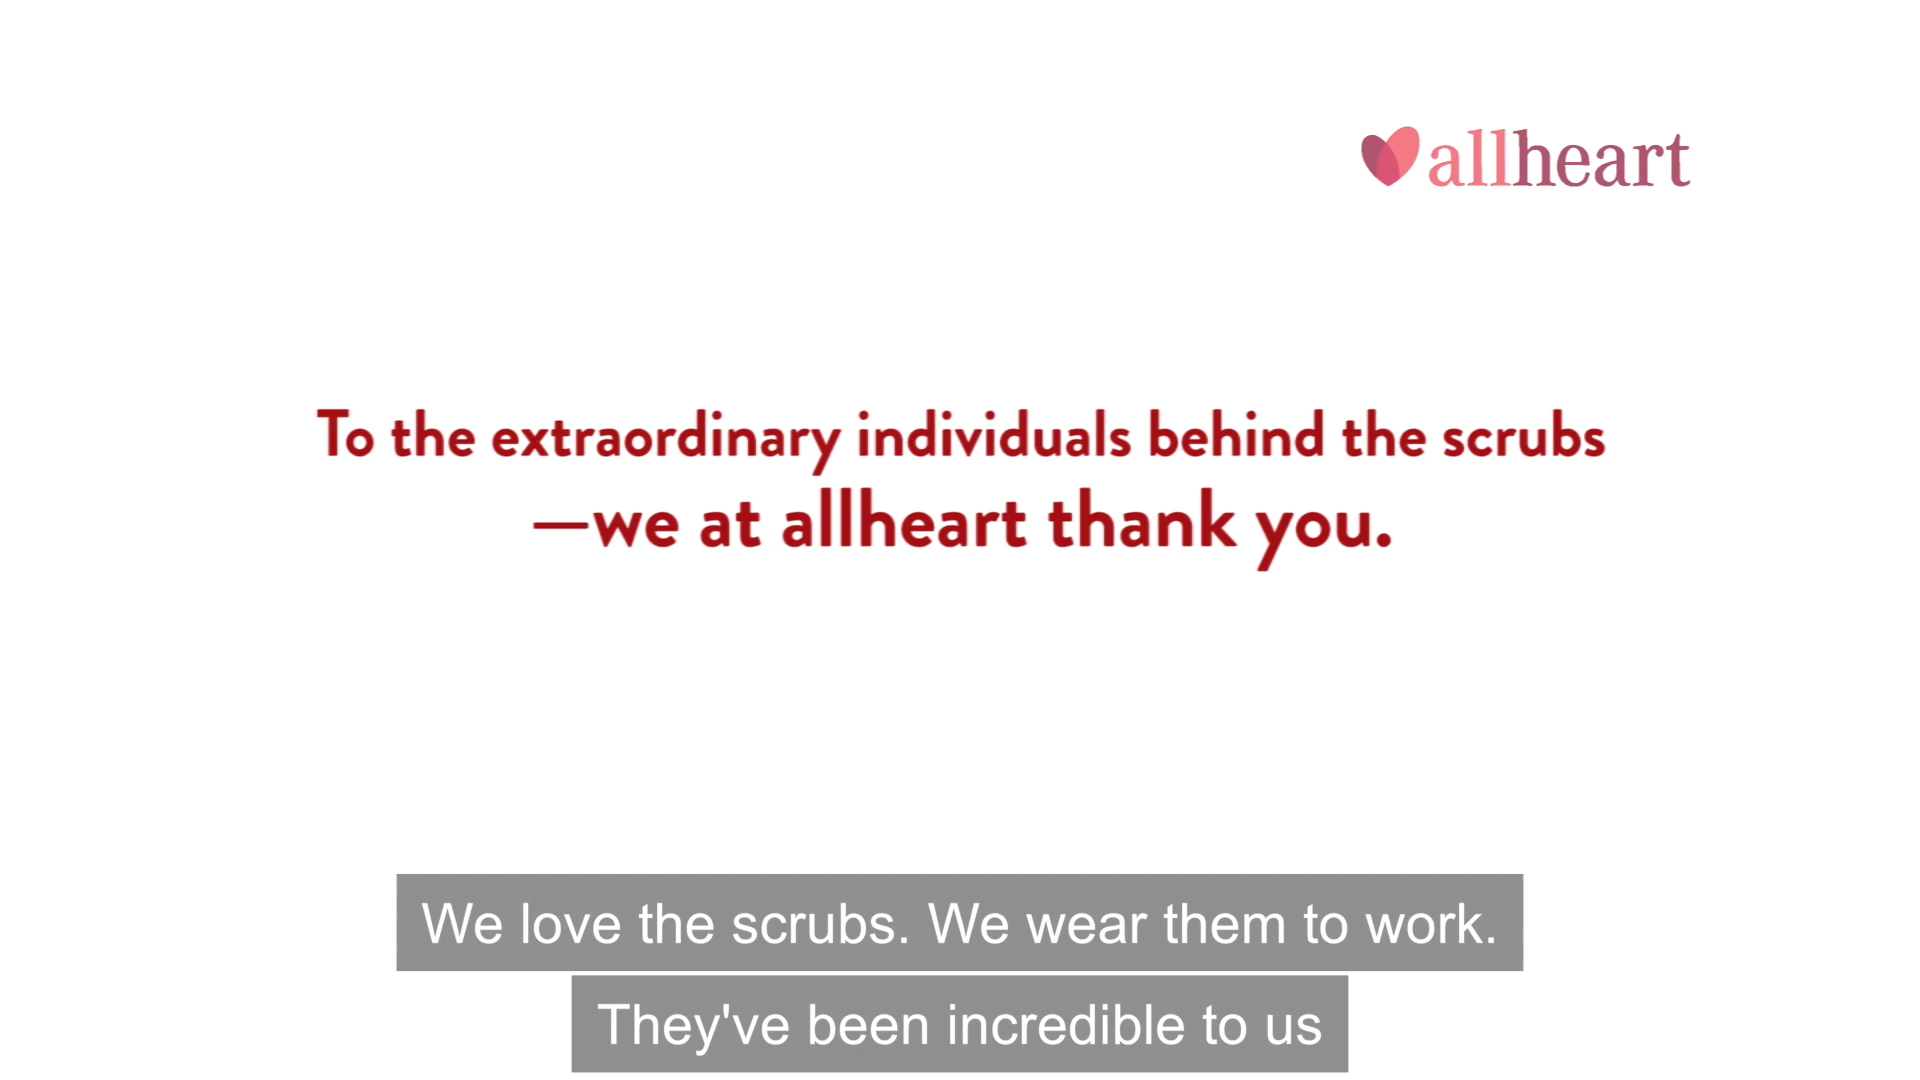 allheart
To the extraordinary individuals behind the scrubs
—we at allheart thank you.
We love the scrubs. We wear them to work.
They've been incredible to us